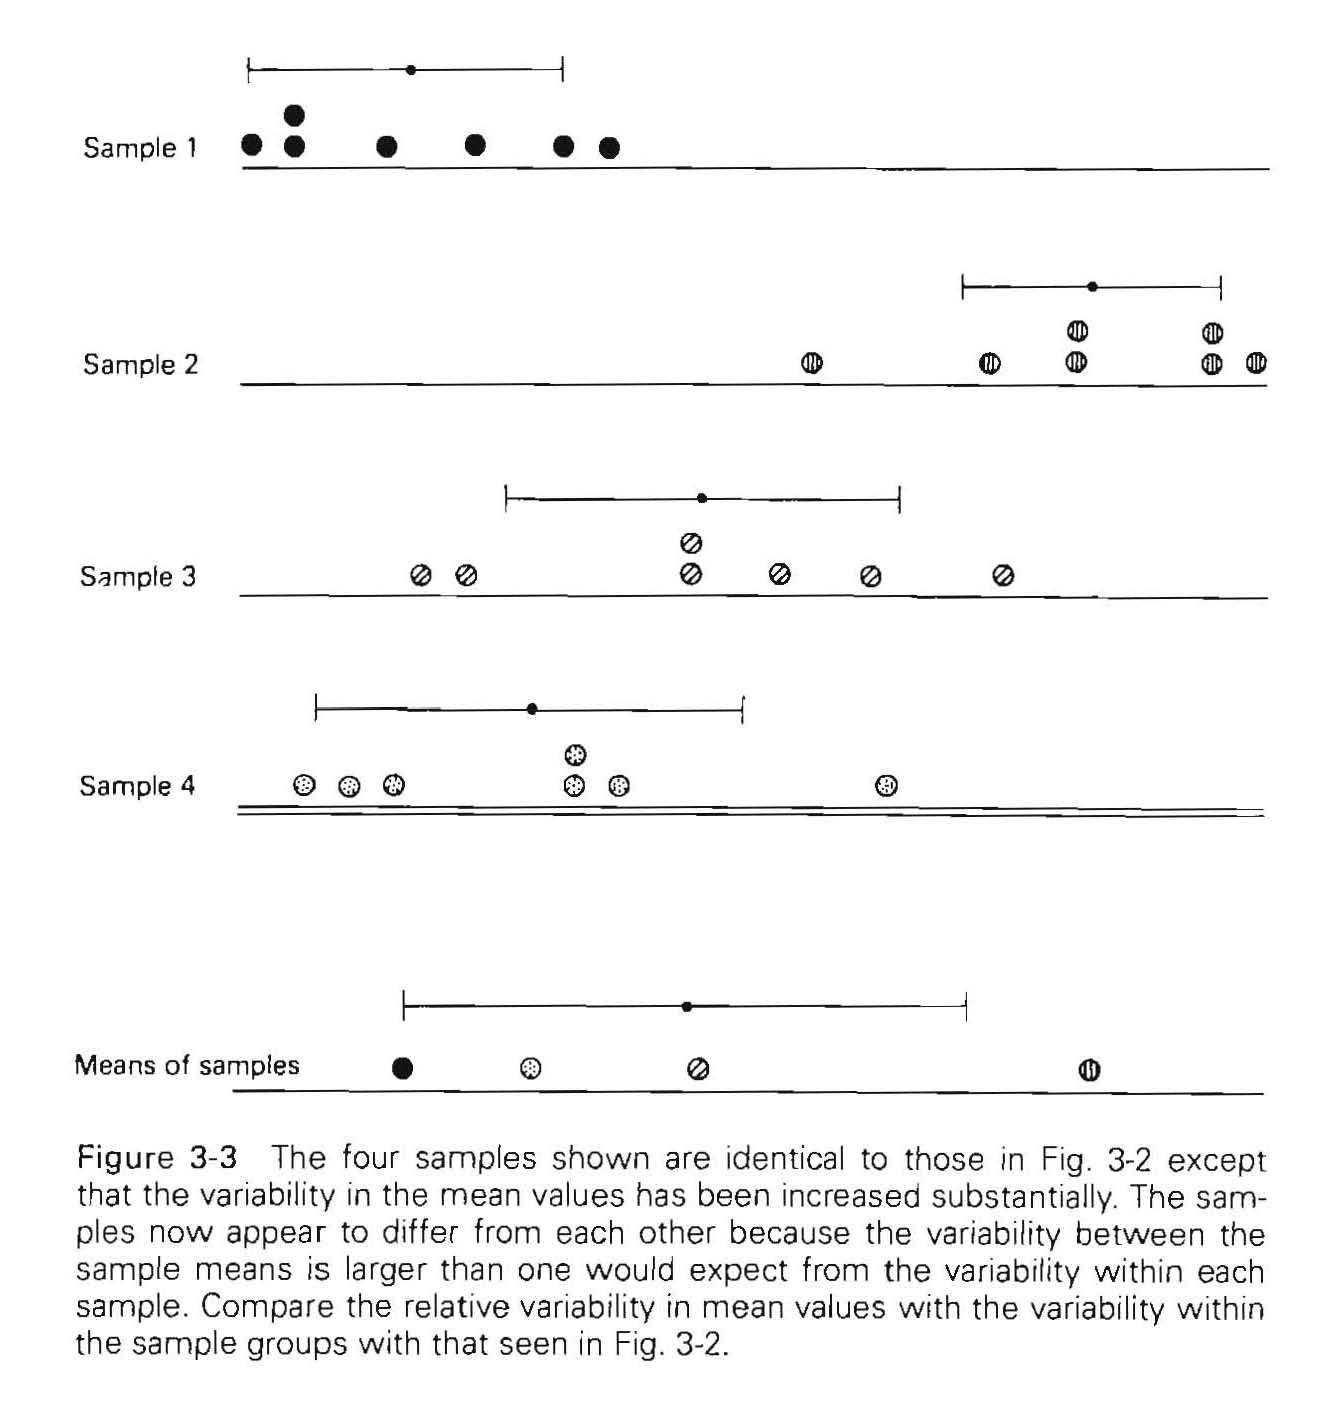 Sample 1
Sample 2
Sample 3
Sample 4
Means of samples
Figure 3-3 The four samples shown are identical to those in Fig. 3-2 except
that the variability in the mean values has been increased substantially. The sam-
ples now appear to differ from each other because the variability between the
sample means is larger than one would expect from the variability within each
sample. Compare the relative variability in mean values with the variability within
the sample groups with that seen in Fig. 3-2.